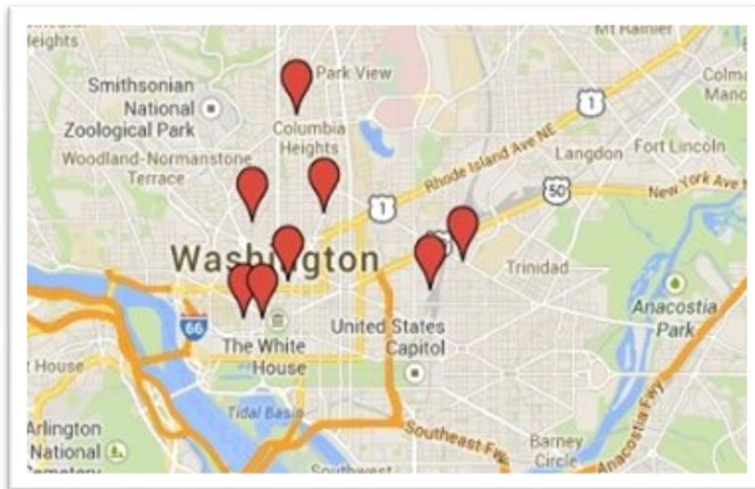 Heights
Mt Rainier
Park View
Smithsonian
National
Zoological Park
Colma
Mano
1
Columbia
Heights
Woodland-Normanstone
Terrace
Rhode Island Ave NE
Langdon
Fort Lincoln
50
New York Ave N
1
Washington
Trinidad
Anacostia
Park
66
The White
House
United States
Capitol
t House
Tidal Basin
Arlington
National
Cemetery
Southeast Fwy
Southwest
Barney
Circle
Anacostia Fwy